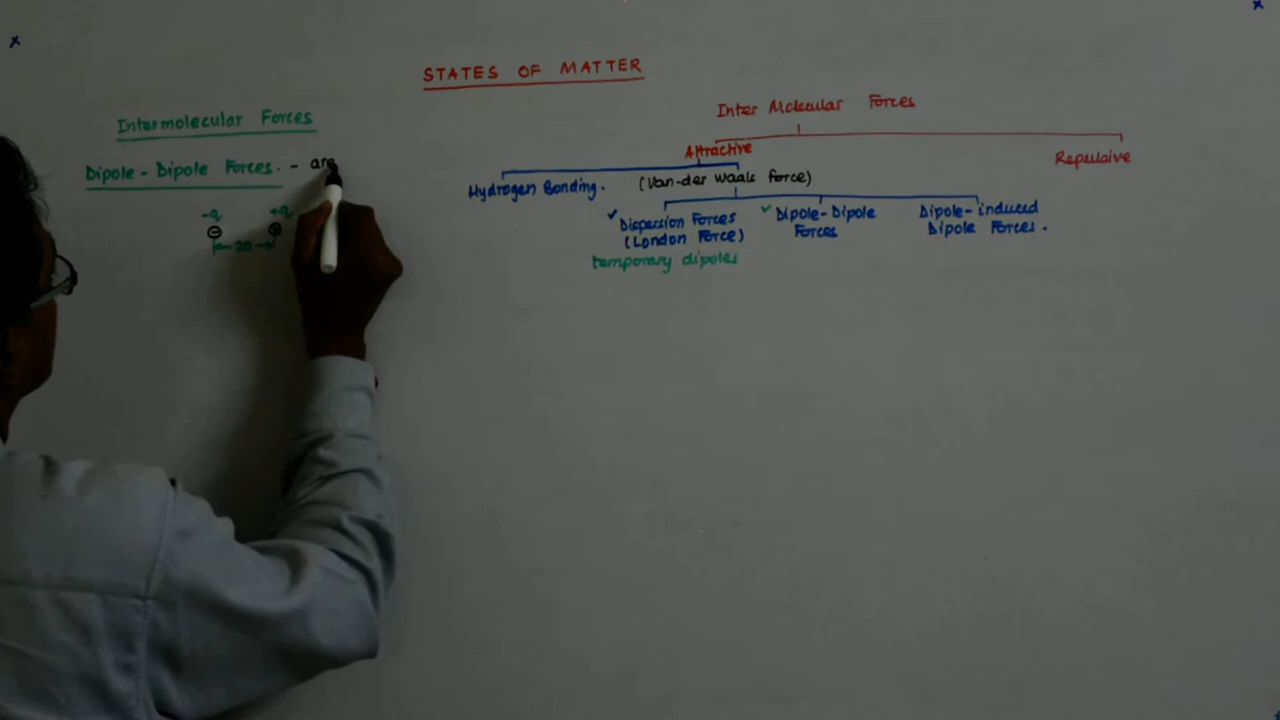 STATES OF MATTER
Intermolecular Forces
Dipole - Dipole Forces. - are
-q +q
2a
Inter Molecular Forces
Attractive
Repulsive
Hydrogen Bonding.
(Van-der waals Force)
Dispersion Forces
(London Force)
temporary dipoles
Dipole-Dipole
Forces
Dipole-induced
Dipole Forces.